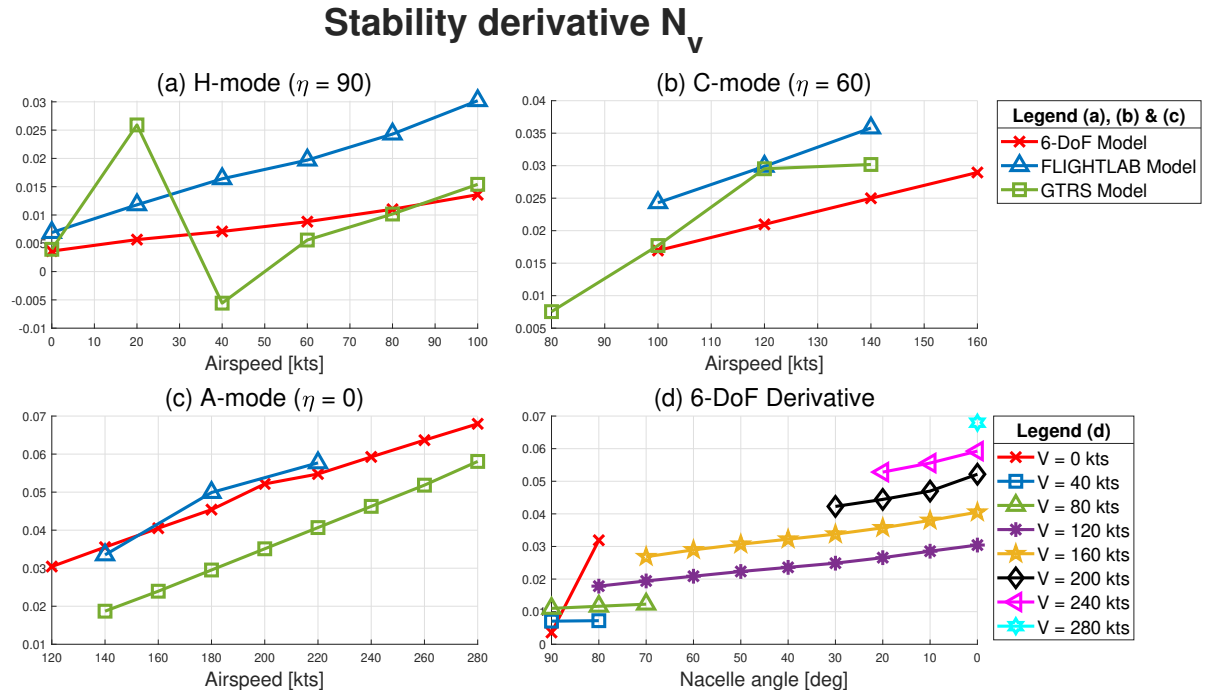 Stability derivative N_v
(a) H-mode (η = 90)
0.03
0.025
0.02
0.015
0.01
0.005
0
-0.005
-0.01
0 10 20 30 40 50 60 70 80 90 100
Airspeed [kts]
(b) C-mode (η = 60)
0.04
0.035
0.03
0.025
0.02
0.015
0.01
0.005
80 90 100 110 120 130 140 150 160
Airspeed [kts]
Legend (a), (b) & (c)
6-DoF Model
FLIGHTLAB Model
GTRS Model
(c) A-mode (η = 0)
0.07
0.06
0.05
0.04
0.03
0.02
0.01
120 140 160 180 200 220 240 260 280
Airspeed [kts]
(d) 6-DoF Derivative
0.07
0.06
0.05
0.04
0.03
0.02
0.01
0
90 80 70 60 50 40 30 20 10 0
Nacelle angle [deg]
Legend (d)
V = 0 kts
V = 40 kts
V = 80 kts
V = 120 kts
V = 160 kts
V = 200 kts
V = 240 kts
V = 280 kts